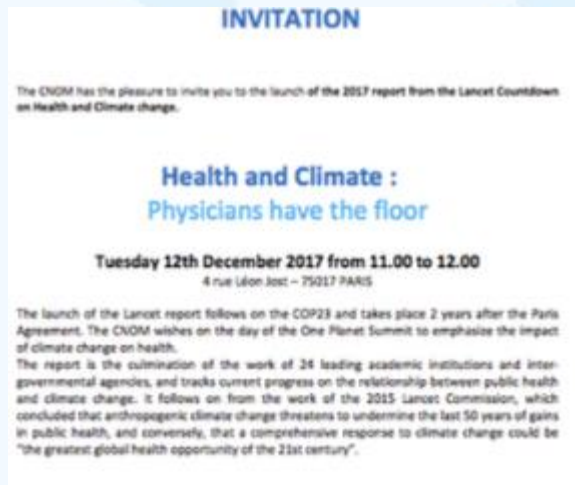 INVITATION
The CNOM has the pleasure to invite you to the launch of the 2017 report from the Lancet Countdown
on Health and Climate change.
Health and Climate :
Physicians have the floor
Tuesday 12th December 2017 from 11.00 to 12.00
4 rue Léon Jost – 75017 PARIS
The launch of the Lancet report follows on the COP23 and takes place 2 years after the Paris
Agreement. The CNOM wishes on the day of the One Planet Summit to emphasize the impact
of climate change on health.
The report is the culmination of the work of 24 leading academic institutions and inter-
governmental agencies, and tracks current progress on the relationship between public health
and climate change. It follows on from the work of the 2015 Lancet Commission, which
concluded that anthropogenic climate change threatens to undermine the last 50 years of gains
in public health, and conversely, that a comprehensive response to climate change could be
"the greatest global health opportunity of the 21st century".